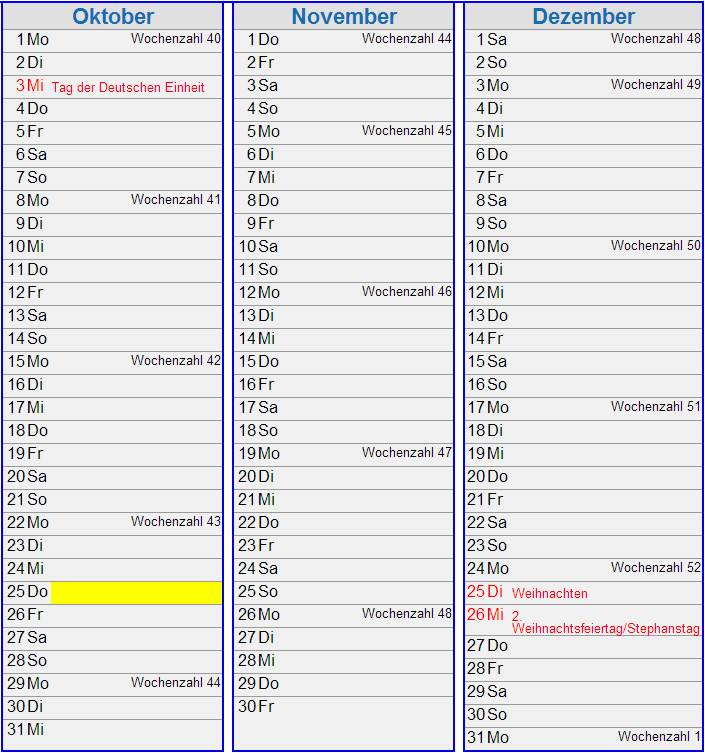 Oktober
1 Mo Wochenzahl 40
2 Di
3 Mi Tag der Deutschen Einheit
4 Do
5 Fr
6 Sa
7 So
8 Mo Wochenzahl 41
9 Di
10 Mi
11 Do
12 Fr
13 Sa
14 So
15 Mo Wochenzahl 42
16 Di
17 Mi
18 Do
19 Fr
20 Sa
21 So
22 Mo Wochenzahl 43
23 Di
24 Mi
25 Do
26 Fr
27 Sa
28 So
29 Mo Wochenzahl 44
30 Di
31 Mi
November
1 Do Wochenzahl 44
2 Fr
3 Sa
4 So
5 Mo Wochenzahl 45
6 Di
7 Mi
8 Do
9 Fr
10 Sa
11 So
12 Mo Wochenzahl 46
13 Di
14 Mi
15 Do
16 Fr
17 Sa
18 So
19 Mo Wochenzahl 47
20 Di
21 Mi
22 Do
23 Fr
24 Sa
25 So
26 Mo Wochenzahl 48
27 Di
28 Mi
29 Do
30 Fr
Dezember
1 Sa Wochenzahl 48
2 So
3 Mo Wochenzahl 49
4 Di
5 Mi
6 Do
7 Fr
8 Sa
9 So
10 Mo Wochenzahl 50
11 Di
12 Mi
13 Do
14 Fr
15 Sa
16 So
17 Mo Wochenzahl 51
18 Di
19 Mi
20 Do
21 Fr
22 Sa
23 So
24 Mo Wochenzahl 52
25 Di Weihnachten
26 Mi 2.
Weihnachtsfeiertag/Stephanstag
27 Do
28 Fr
29 Sa
30 So
31 Mo Wochenzahl 1